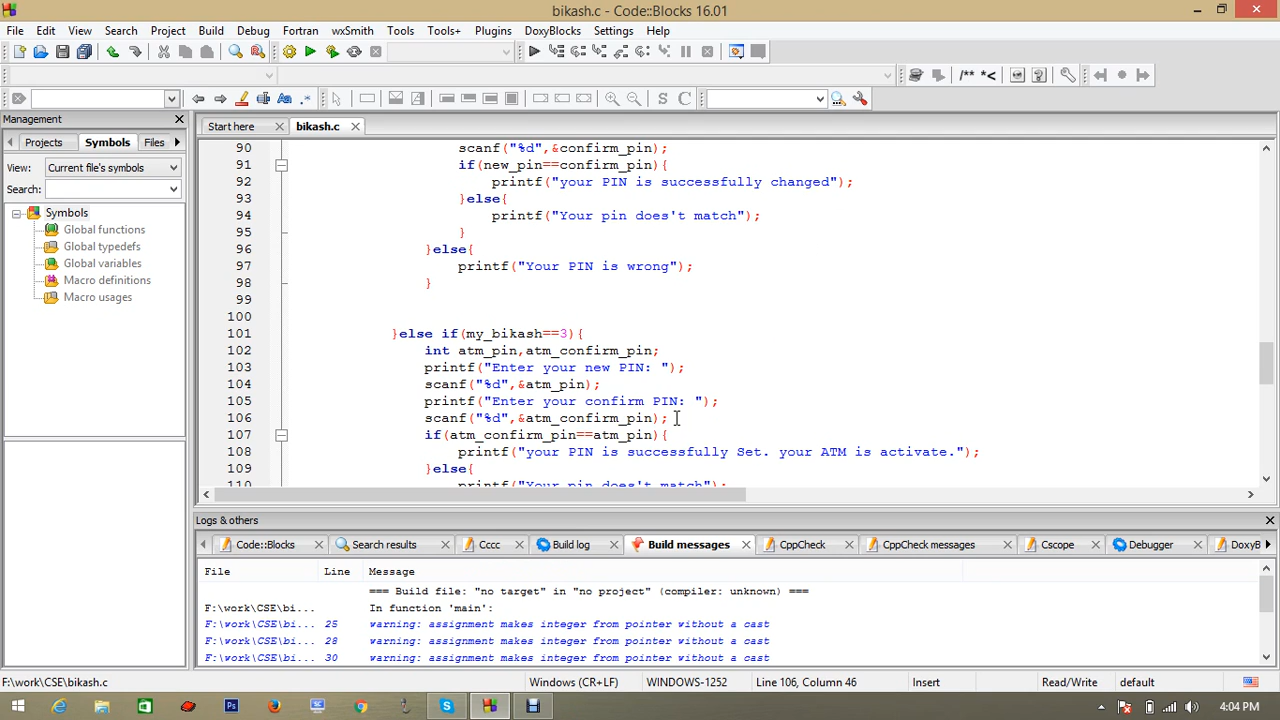 bikash.c - Code::Blocks 16.01
File Edit View Search Project Build Debug Fortran wxSmith Tools Tools+ Plugins DoxyBlocks Settings Help
/** *<
Aa .* S C
Management
Start here bikash.c
Projects Symbols Files
View: Current file's symbols
Search:
Symbols
Global functions
Global typedefs
Global variables
Macro definitions
Macro usages
90 scanf("%d",&confirm_pin);
91 if(new_pin==confirm_pin){
92 printf("your PIN is successfully changed");
93 }else{
94 printf("Your pin does't match");
95 }
96 }else{
97 printf("Your PIN is wrong");
98 }
99
100
101 }else if(my_bikash==3){
102 int atm_pin,atm_confirm_pin;
103 printf("Enter your new PIN: ");
104 scanf("%d",&atm_pin);
105 printf("Enter your confirm PIN: ");
106 scanf("%d",&atm_confirm_pin);
107 if(atm_confirm_pin==atm_pin){
108 printf("your PIN is successfully Set. your ATM is activate.");
109 }else{
110 printf("Your pin does't match");
Logs & others
Code::Blocks Search results Cccc Build log Build messages CppCheck CppCheck messages Cscope Debugger DoxyB
File Line Message
=== Build file: "no target" in "no project" (compiler: unknown) ===
F:\work\CSE\bi... In function 'main':
F:\work\CSE\bi... 25 warning: assignment makes integer from pointer without a cast
F:\work\CSE\bi... 28 warning: assignment makes integer from pointer without a cast
F:\work\CSE\bi... 30 warning: assignment makes integer from pointer without a cast
F:\work\CSE\bikash.c Windows (CR+LF) WINDOWS-1252 Line 106, Column 46 Insert Read/Write default
4:04 PM